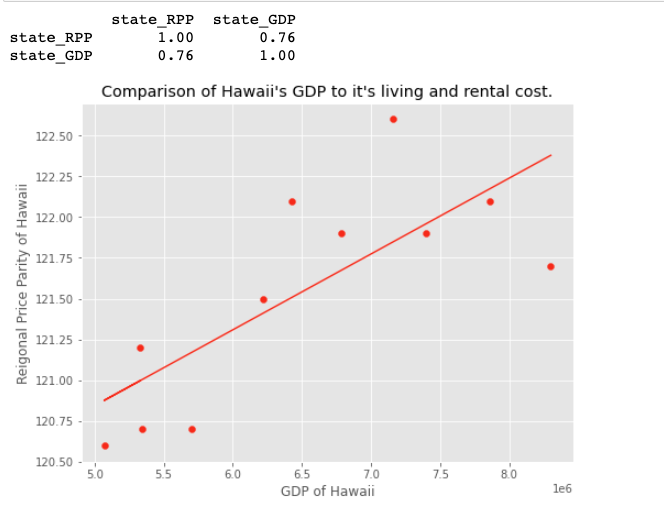 state_RPP state_GDP
state_RPP 1.00 0.76
state_GDP 0.76 1.00
Comparison of Hawaii's GDP to it's living and rental cost.
Reigonal Price Parity of Hawaii
122.50
122.25
122.00
121.75
121.50
121.25
121.00
120.75
120.50
5.0 5.5 6.0 6.5 7.0 7.5 8.0
1e6
GDP of Hawaii